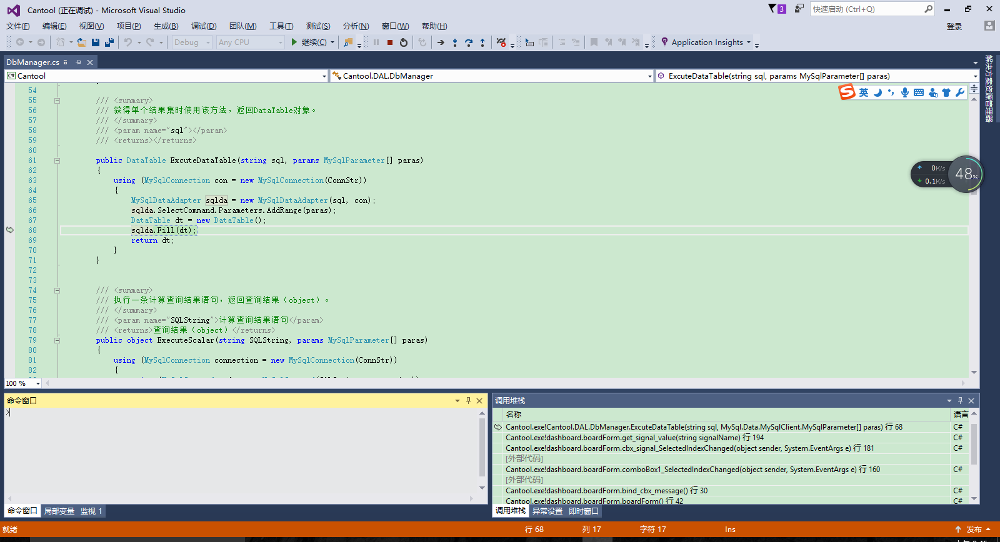 Cantool (正在调试) - Microsoft Visual Studio
3
快速启动 (Ctrl+Q)
文件(F) 编辑(E) 视图(V) 项目(P) 生成(B) 调试(D) 团队(M) 工具(T) 测试(S) 分析(N) 窗口(W) 帮助(H)
登录
Debug Any CPU 继续(C) Application Insights
DbManager.cs
解决方案资源管理器
Cantool Cantool.DAL.DbManager ExcuteDataTable(string sql, params MySqlParameter[] paras)
英
54
55 /// <summary>
56 /// 获得单个结果集时使用该方法，返回DataTable对象。
57 /// </summary>
58 /// <param name="sql"></param>
59 /// <returns></returns>
60
61 public DataTable ExcuteDataTable(string sql, params MySqlParameter[] paras)
62 {
63 using (MySqlConnection con = new MySqlConnection(ConnStr))
64 {
65 MySqlDataAdapter sqlda = new MySqlDataAdapter(sql, con);
66 sqlda.SelectCommand.Parameters.AddRange(paras);
67 DataTable dt = new DataTable();
68 sqlda.Fill(dt);
69 return dt;
70 }
71 }
72
73
74 /// <summary>
75 /// 执行一条计算查询结果语句，返回查询结果（object）。
76 /// </summary>
77 /// <param name="SQLString">计算查询结果语句</param>
78 /// <returns>查询结果（object）</returns>
79 public object ExecuteScalar(string SQLString, params MySqlParameter[] paras)
80 {
81 using (MySqlConnection connection = new MySqlConnection(ConnStr))
82 {
0K/s
0.1K/s
48%
100 %
命令窗口
>
命令窗口 局部变量 监视 1
调用堆栈
名称 语言
Cantool.exe!Cantool.DAL.DbManager.ExcuteDataTable(string sql, MySql.Data.MySqlClient.MySqlParameter[] paras) 行 68 C#
Cantool.exe!dashboard.boardForm.get_signal_value(string signalName) 行 194 C#
Cantool.exe!dashboard.boardForm.cbx_signal_SelectedIndexChanged(object sender, System.EventArgs e) 行 181 C#
[外部代码]
Cantool.exe!dashboard.boardForm.comboBox1_SelectedIndexChanged(object sender, System.EventArgs e) 行 160 C#
[外部代码]
Cantool.exe!dashboard.boardForm.bind_cbx_message() 行 30 C#
Cantool.exe!dashboard.boardForm.boardForm() 行 42 C#
调用堆栈 异常设置 即时窗口
就绪 行 68 列 17 字符 17 Ins 发布